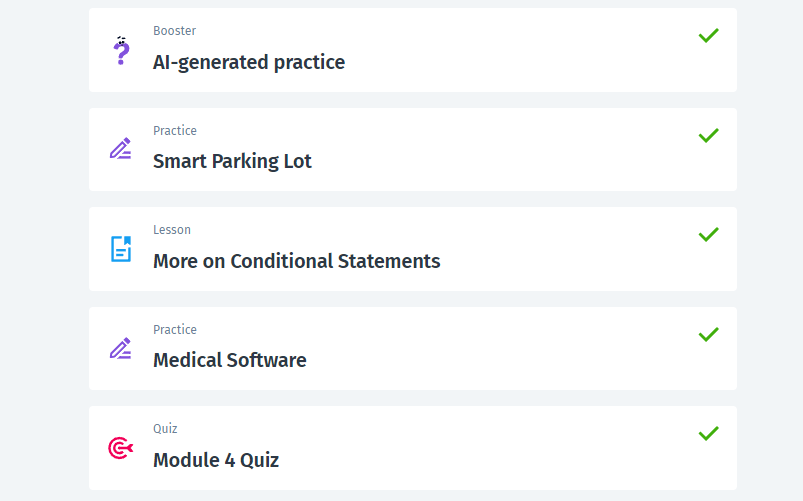 Booster
AI-generated practice
Practice
Smart Parking Lot
Lesson
More on Conditional Statements
Practice
Medical Software
Quiz
Module 4 Quiz